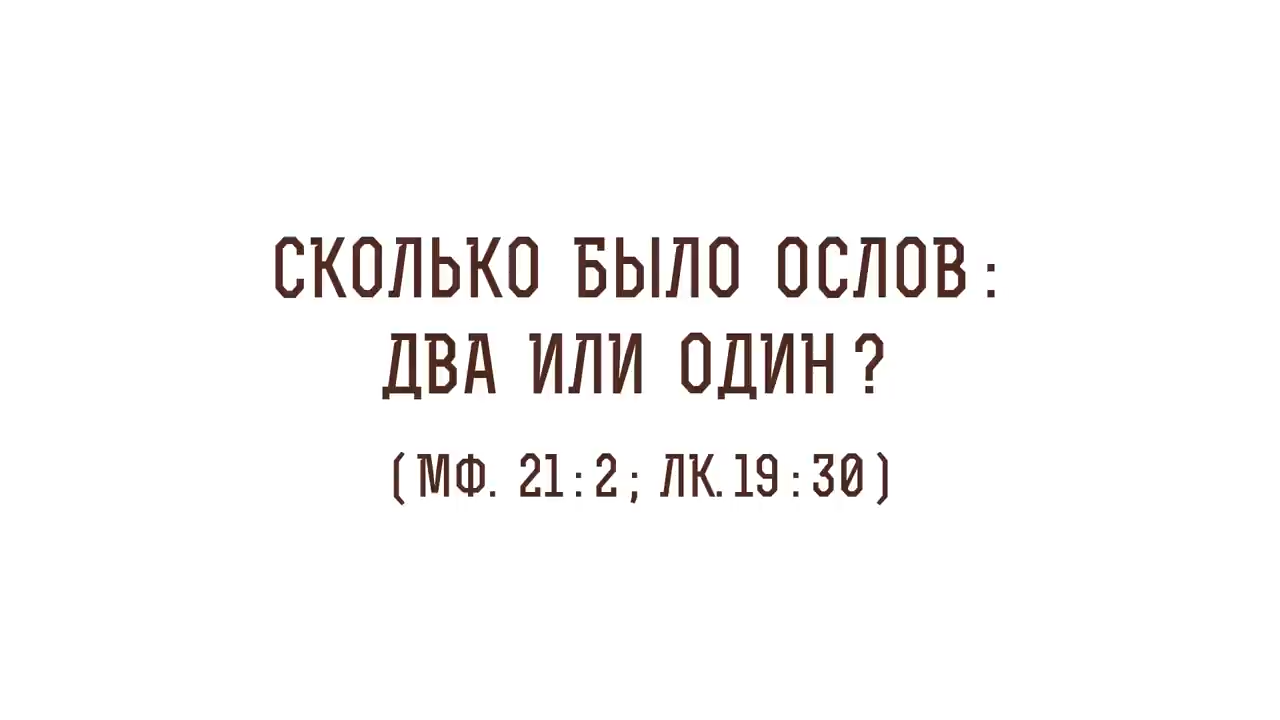 СКОЛЬКО БЫЛО ОСЛОВ:
ДВА ИЛИ ОДИН?
(МФ. 21:2; ЛК. 19:30)